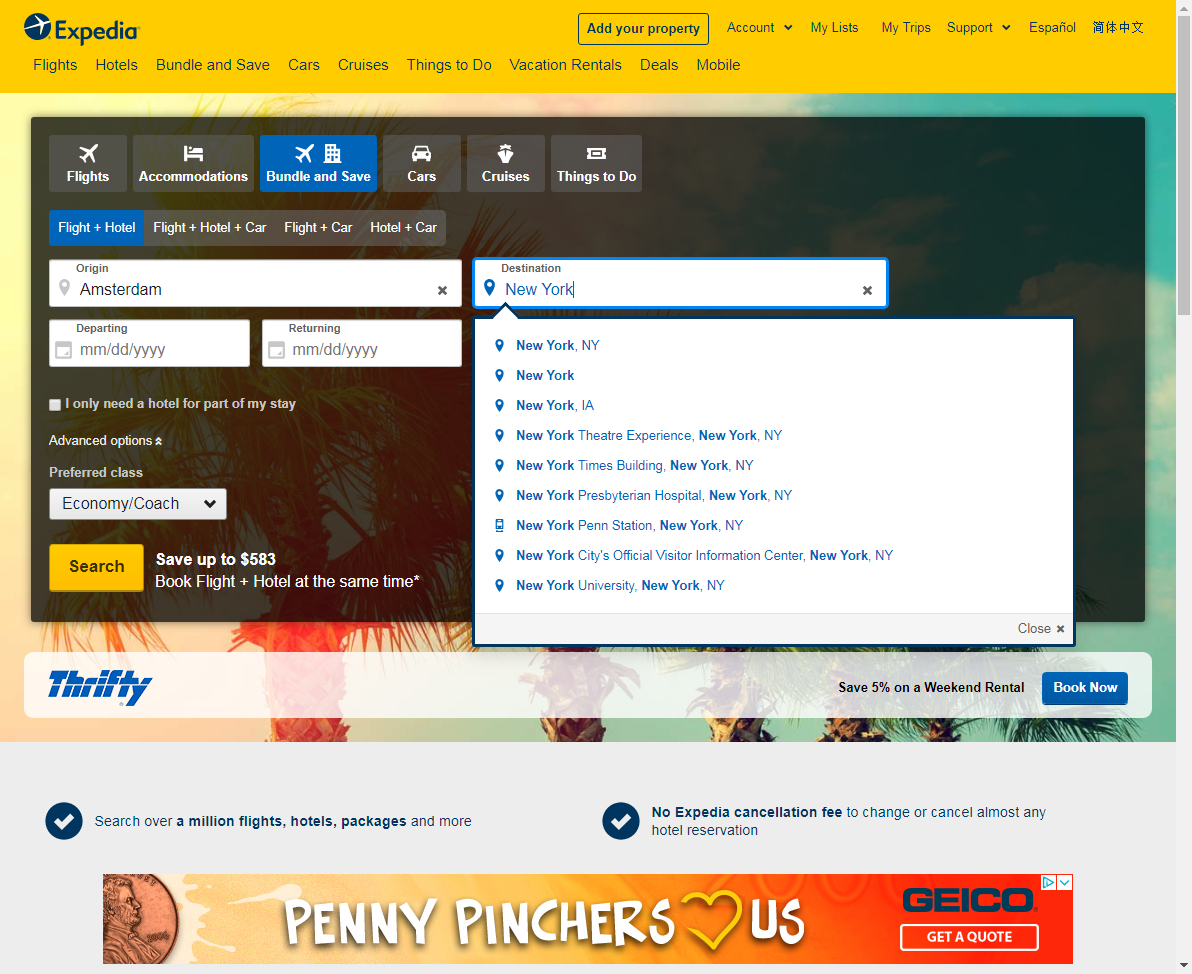 Expedia
Add your property
Account
My Lists
My Trips
Support
Español
简体中文
Flights
Hotels
Bundle and Save
Cars
Cruises
Things to Do
Vacation Rentals
Deals
Mobile
Flights
Accommodations
Bundle and Save
Cars
Cruises
Things to Do
Flight + Hotel
Flight + Hotel + Car
Flight + Car
Hotel + Car
Origin
Amsterdam
Destination
New York
Departing
mm/dd/yyyy
Returning
mm/dd/yyyy
New York, NY
New York
New York, IA
New York Theatre Experience, New York, NY
New York Times Building, New York, NY
New York Presbyterian Hospital, New York, NY
New York Penn Station, New York, NY
New York City's Official Visitor Information Center, New York, NY
New York University, New York, NY
Close
I only need a hotel for part of my stay
Advanced options
Preferred class
Economy/Coach
Search
Save up to $583
Book Flight + Hotel at the same time*
Thrifty
Save 5% on a Weekend Rental
Book Now
Search over a million flights, hotels, packages and more
No Expedia cancellation fee to change or cancel almost any
hotel reservation
PENNY PINCHERS US
GEICO
GET A QUOTE